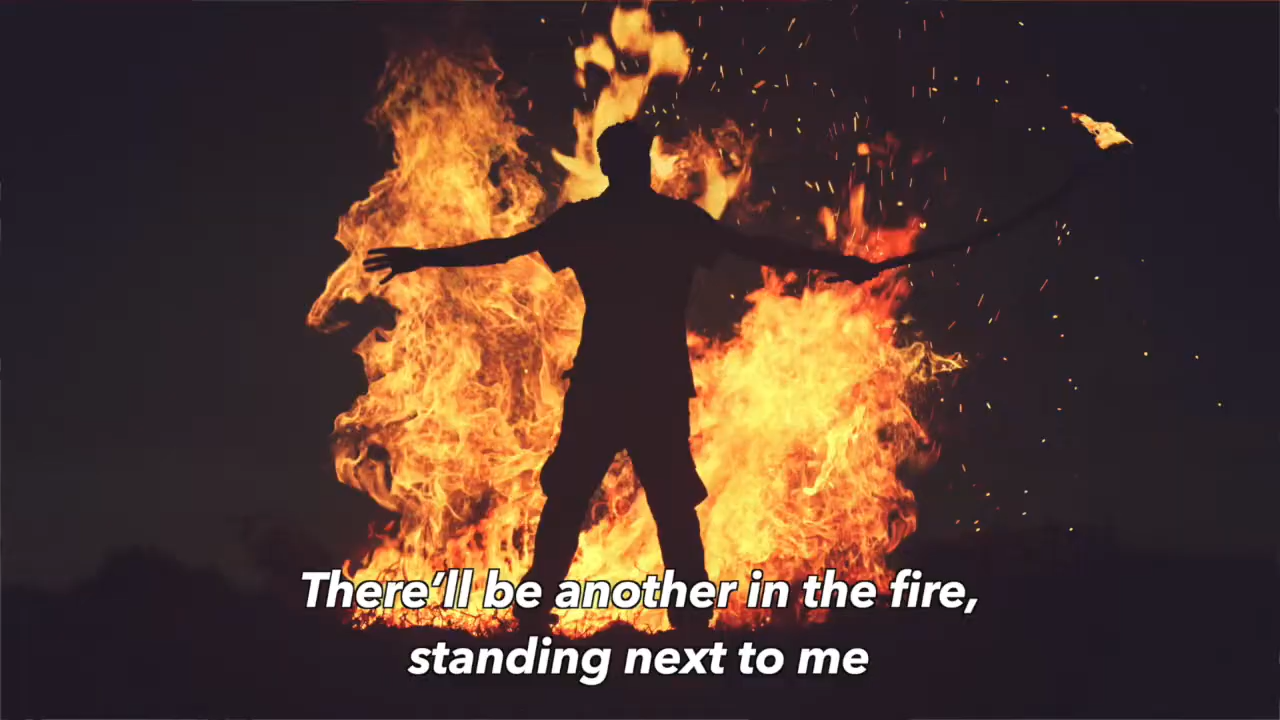 There’ll be another in the fire,
standing next to me